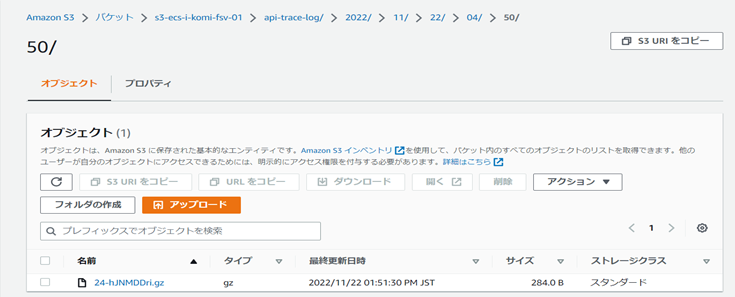 Amazon S3 > バケット > s3-ecs-i-komi-fsv-01 > api-trace-log/ > 2022/ > 11/ > 22/ > 04/ > 50/
50/
S3 URI をコピー
オブジェクト プロパティ
オブジェクト (1)
オブジェクトは、Amazon S3 に保存された基本的なエンティティです。Amazon S3 インベントリ を使用して、バケット内のすべてのオブジェクトのリストを取得できます。他の
ユーザーが自分のオブジェクトにアクセスできるためには、明示的にアクセス権限を付与する必要があります。詳細はこちら
S3 URI をコピー URL をコピー ダウンロード 開く 削除 アクション
フォルダの作成 アップロード
プレフィックスでオブジェクトを検索
1
名前 タイプ 最終更新日時 サイズ ストレージクラス
24-hJNMDDri.gz gz 2022/11/22 01:51:30 PM JST 284.0 B スタンダード